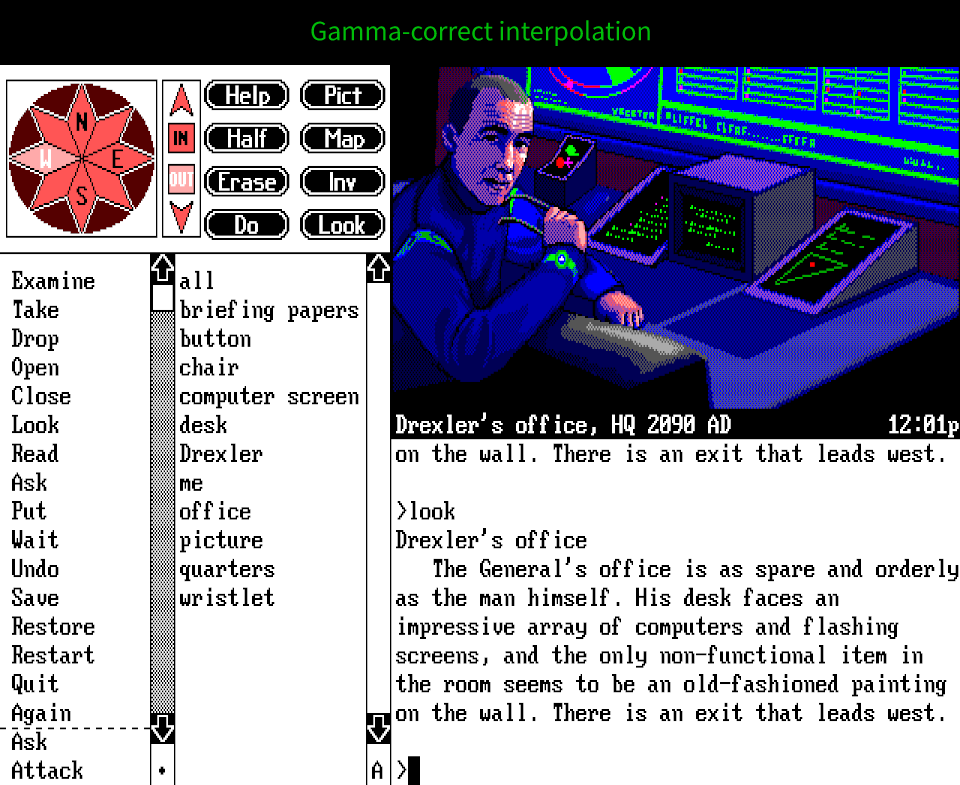 Gamma-correct interpolation
N
W
E
S
IN
OUT
Help
Pict
Half
Map
Erase
Inv
Do
Look
Examine
Take
Drop
Open
Close
Look
Read
Ask
Put
Wait
Undo
Save
Restore
Restart
Quit
Again
Ask
Attack
all
briefing papers
button
chair
computer screen
desk
Drexler
me
office
picture
quarters
wristlet
A
Drexler's office, HQ 2090 AD 12:01p
on the wall. There is an exit that leads west.
>look
Drexler's office
The General's office is as spare and orderly
as the man himself. His desk faces an
impressive array of computers and flashing
screens, and the only non-functional item in
the room seems to be an old-fashioned painting
on the wall. There is an exit that leads west.
>